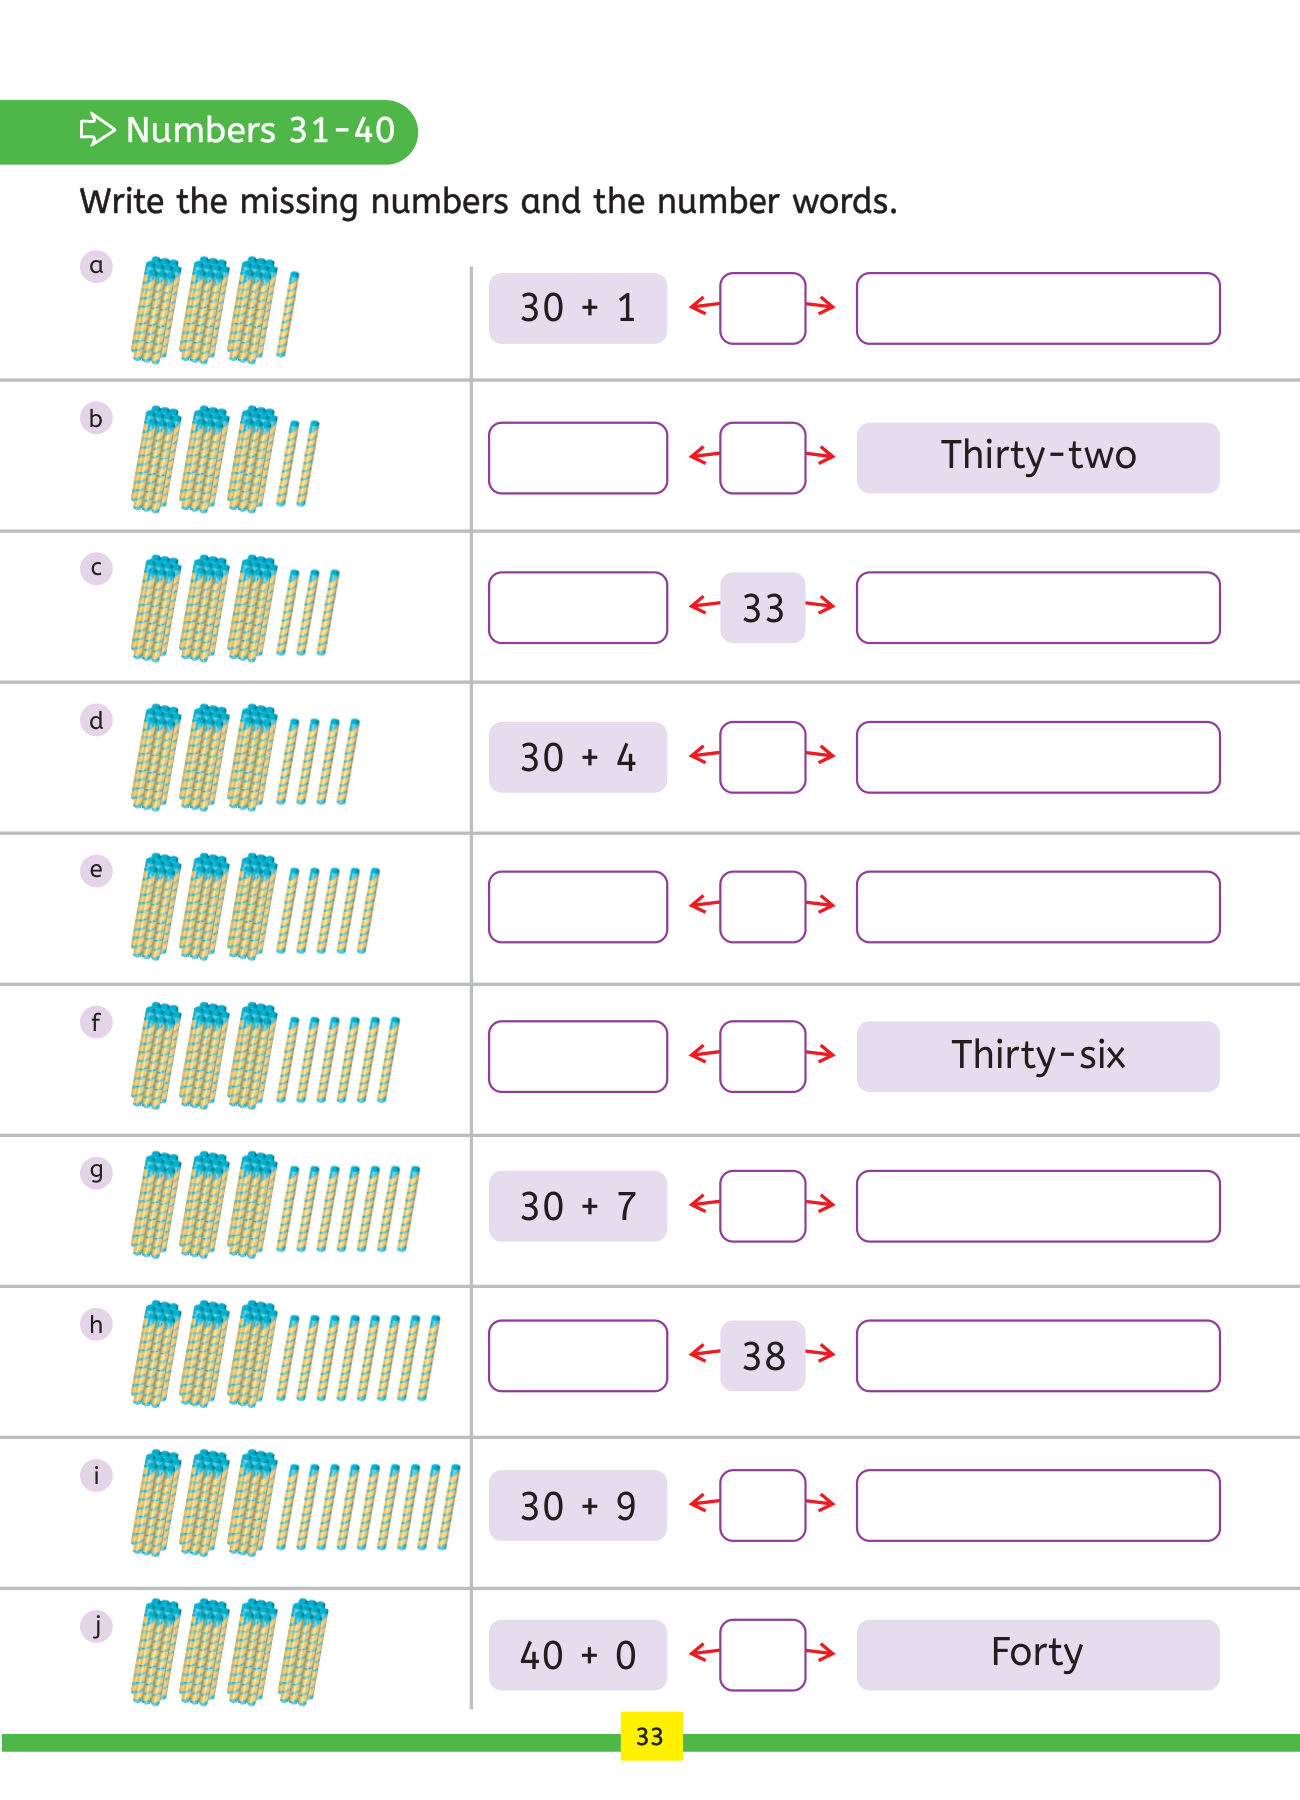 Numbers 31-40
Write the missing numbers and the number words.
a
30 + 1
b
Thirty-two
c
33
d
30 + 4
e
f
Thirty-six
g
30 + 7
h
38
i
30 + 9
j
40 + 0
Forty
33